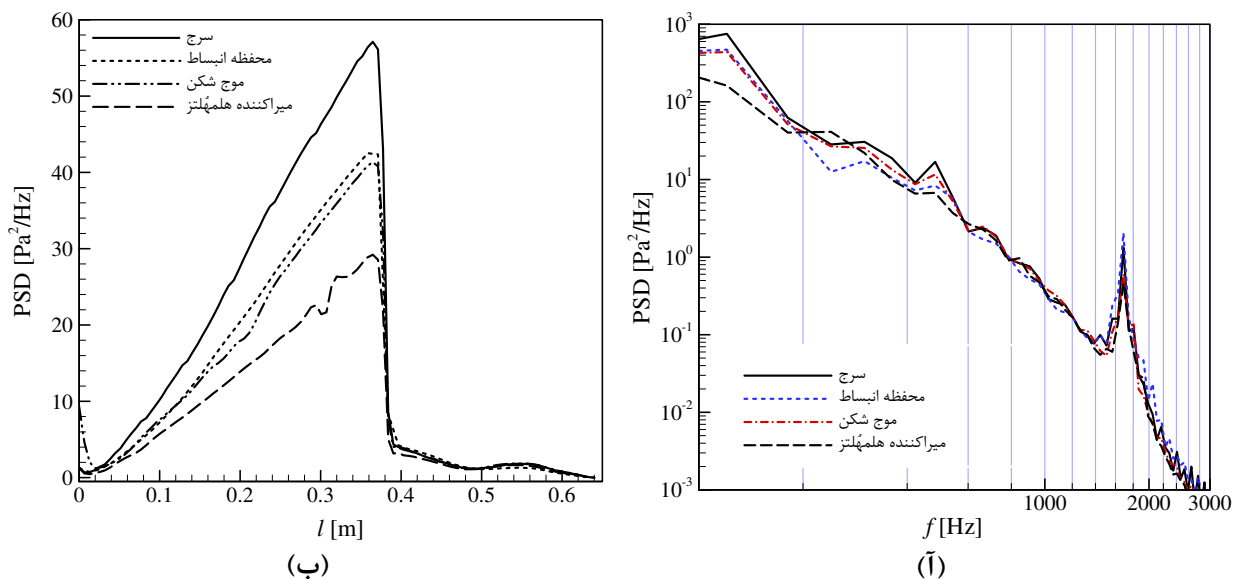 60
50
40
30
20
10
0
PSD [Pa²/Hz]
سرج
محفظه انبساط
موج شکن
میراکننده هلمهُلتز
0 0.1 0.2 0.3 0.4 0.5 0.6
l [m]
(ب)
10³
10²
10¹
10⁰
10⁻¹
10⁻²
10⁻³
PSD [Pa²/Hz]
سرج
محفظه انبساط
موج شکن
میراکننده هلمهُلتز
1000 2000 3000
f [Hz]
(آ)